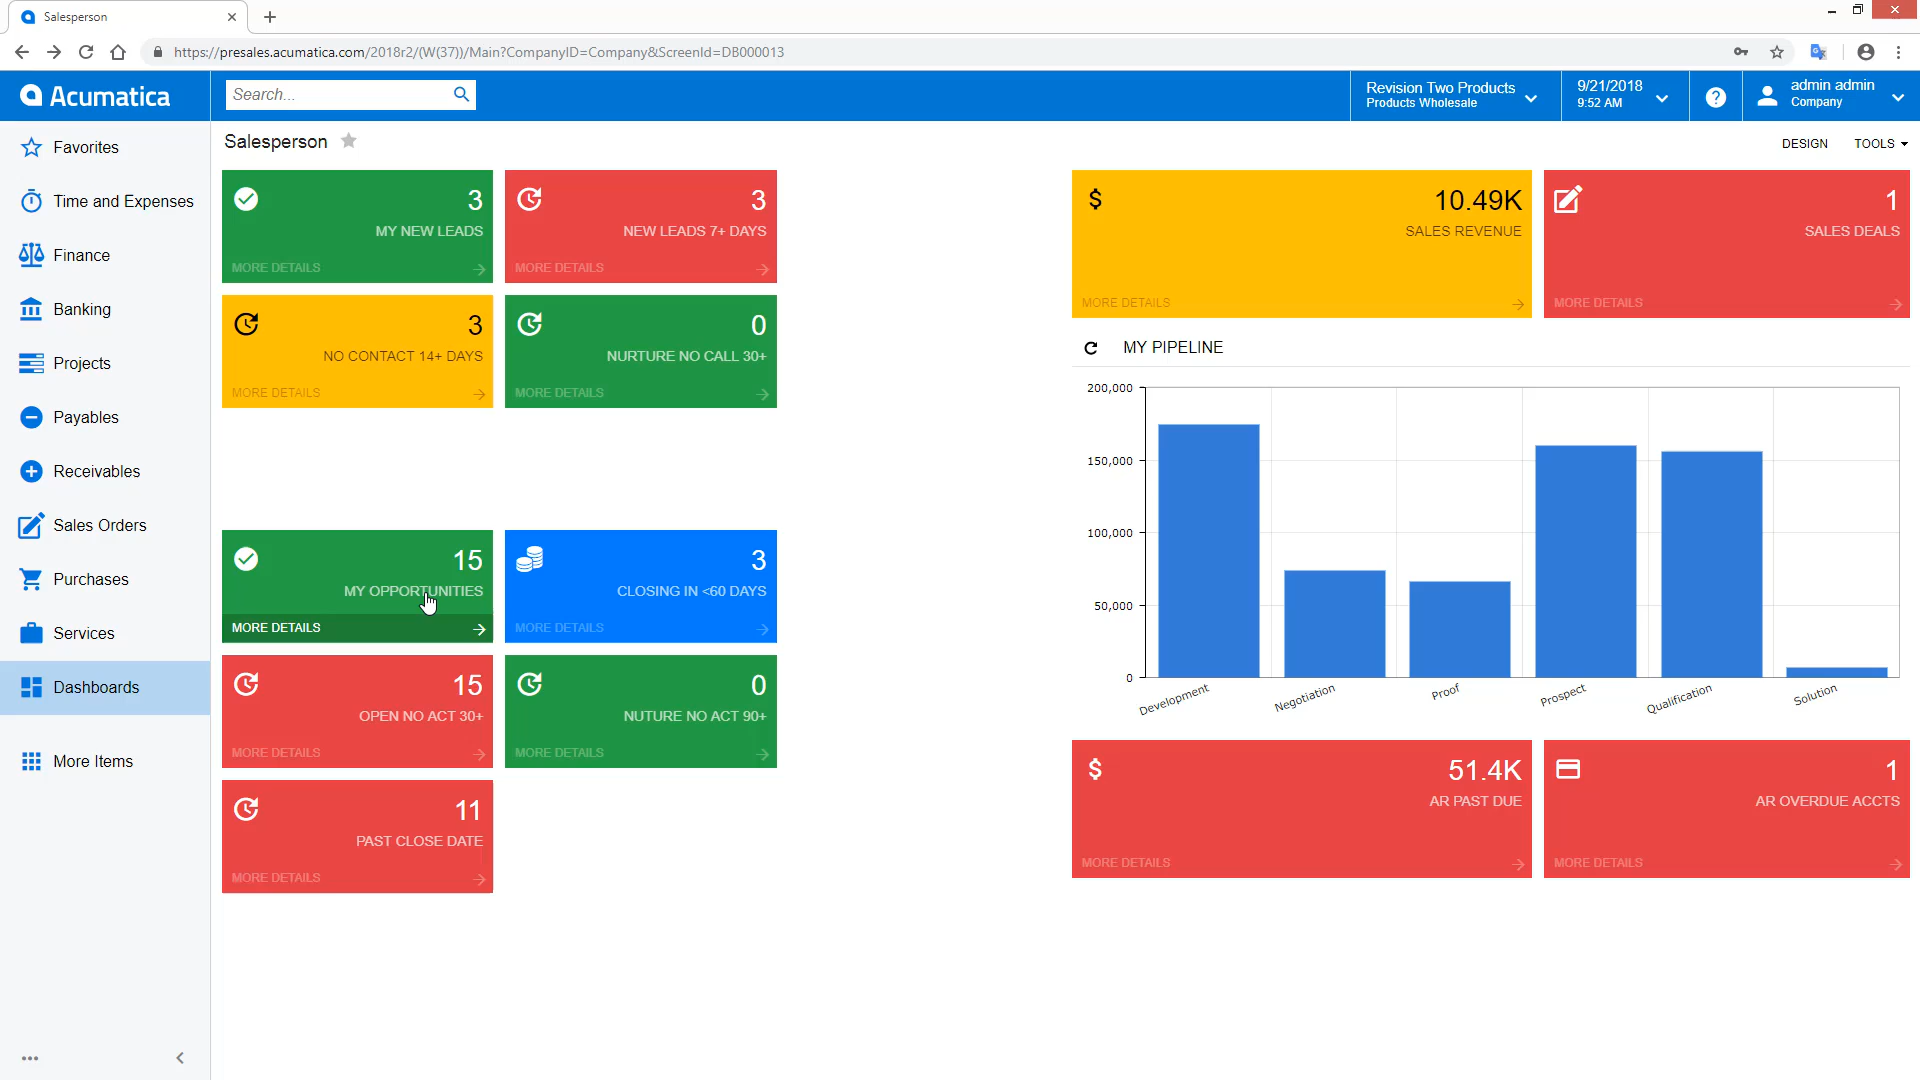 Salesperson
https://presales.acumatica.com/2018r2/(W(37))/Main?CompanyID=Company&ScreenId=DB000013
Acumatica
Search...
Revision Two Products
Products Wholesale
9/21/2018
9:52 AM
?
admin admin
Company
Favorites
Time and Expenses
Finance
Banking
Projects
Payables
Receivables
Sales Orders
Purchases
Services
Dashboards
More Items
Salesperson
DESIGN
TOOLS
3
MY NEW LEADS
MORE DETAILS
3
NEW LEADS 7+ DAYS
MORE DETAILS
3
NO CONTACT 14+ DAYS
MORE DETAILS
0
NURTURE NO CALL 30+
MORE DETAILS
15
MY OPPORTUNITIES
MORE DETAILS
3
CLOSING IN <60 DAYS
MORE DETAILS
15
OPEN NO ACT 30+
MORE DETAILS
0
NUTURE NO ACT 90+
MORE DETAILS
11
PAST CLOSE DATE
MORE DETAILS
$
10.49K
SALES REVENUE
MORE DETAILS
1
SALES DEALS
MORE DETAILS
MY PIPELINE
200,000
150,000
100,000
50,000
0
Development
Negotiation
Proof
Prospect
Qualification
Solution
$
51.4K
AR PAST DUE
MORE DETAILS
1
AR OVERDUE ACCTS
MORE DETAILS